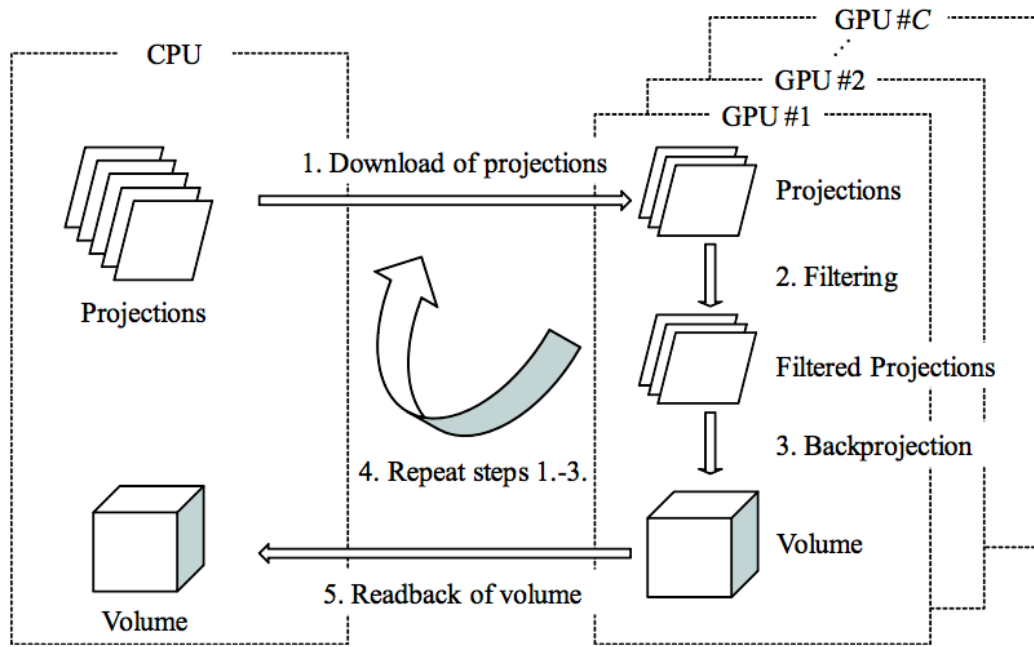 GPU #C
⋰
CPU
GPU #2
GPU #1
1. Download of projections
Projections
2. Filtering
Projections
Filtered Projections
3. Backprojection
4. Repeat steps 1.-3.
Volume
5. Readback of volume
Volume